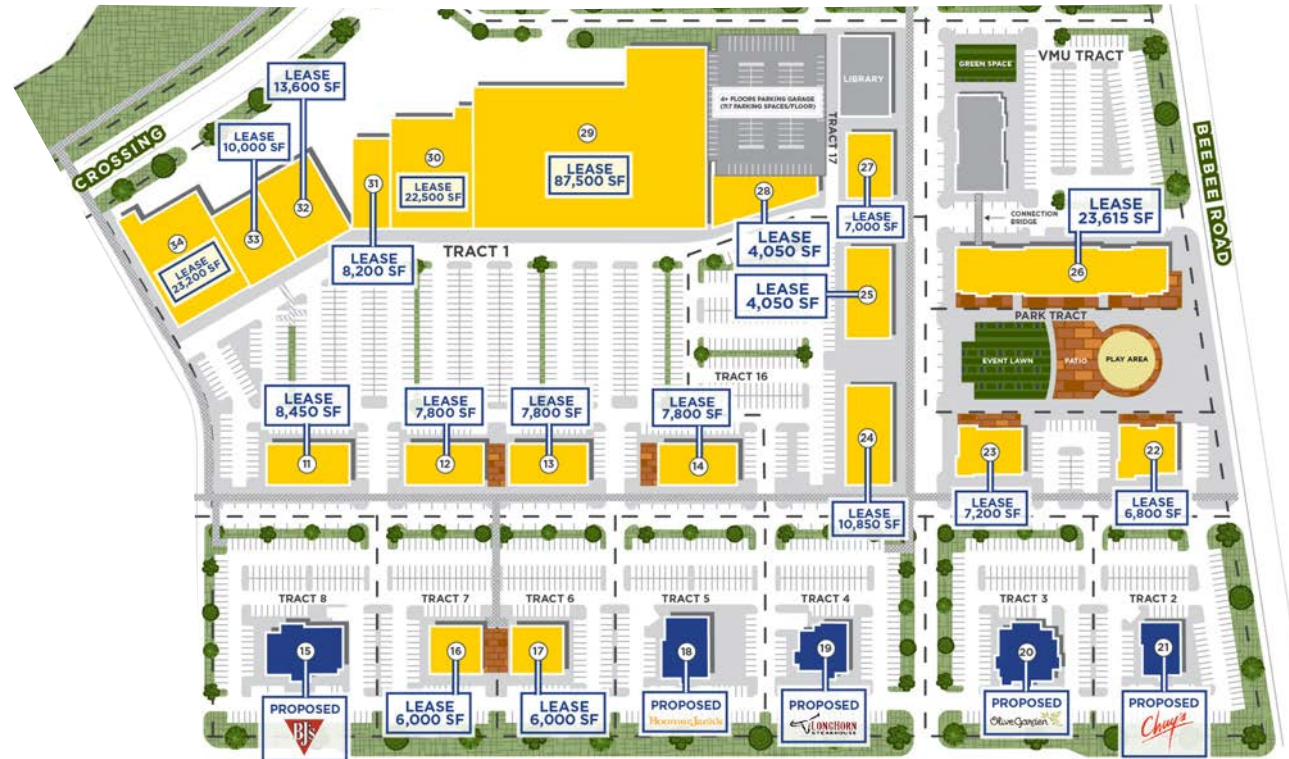 GREEN SPACE
VMU TRACT
LEASE
13,600 SF
LIBRARY
4+ FLOORS PARKING GARAGE
(717 PARKING SPACES/FLOOR)
TRACT 17
BEEBEE ROAD
CROSSING
LEASE
10,000 SF
29
LEASE
87,500 SF
30
LEASE
22,500 SF
31
27
LEASE
7,000 SF
28
LEASE
4,050 SF
CONNECTION
BRIDGE
LEASE
23,615 SF
26
32
33
34
LEASE
23,200 SF
LEASE
8,200 SF
TRACT 1
LEASE
4,050 SF
25
PARK TRACT
EVENT LAWN
PATIO
PLAY AREA
TRACT 16
LEASE
8,450 SF
LEASE
7,800 SF
LEASE
7,800 SF
LEASE
7,800 SF
11
12
13
14
24
23
22
LEASE
10,850 SF
LEASE
7,200 SF
LEASE
6,800 SF
TRACT 8
TRACT 7
TRACT 6
TRACT 5
TRACT 4
TRACT 3
TRACT 2
15
16
17
18
19
20
21
PROPOSED
BJ's
LEASE
6,000 SF
LEASE
6,000 SF
PROPOSED
PROPOSED
LONGHORN
STEAKHOUSE
PROPOSED
Olive Garden
PROPOSED
Chuy's